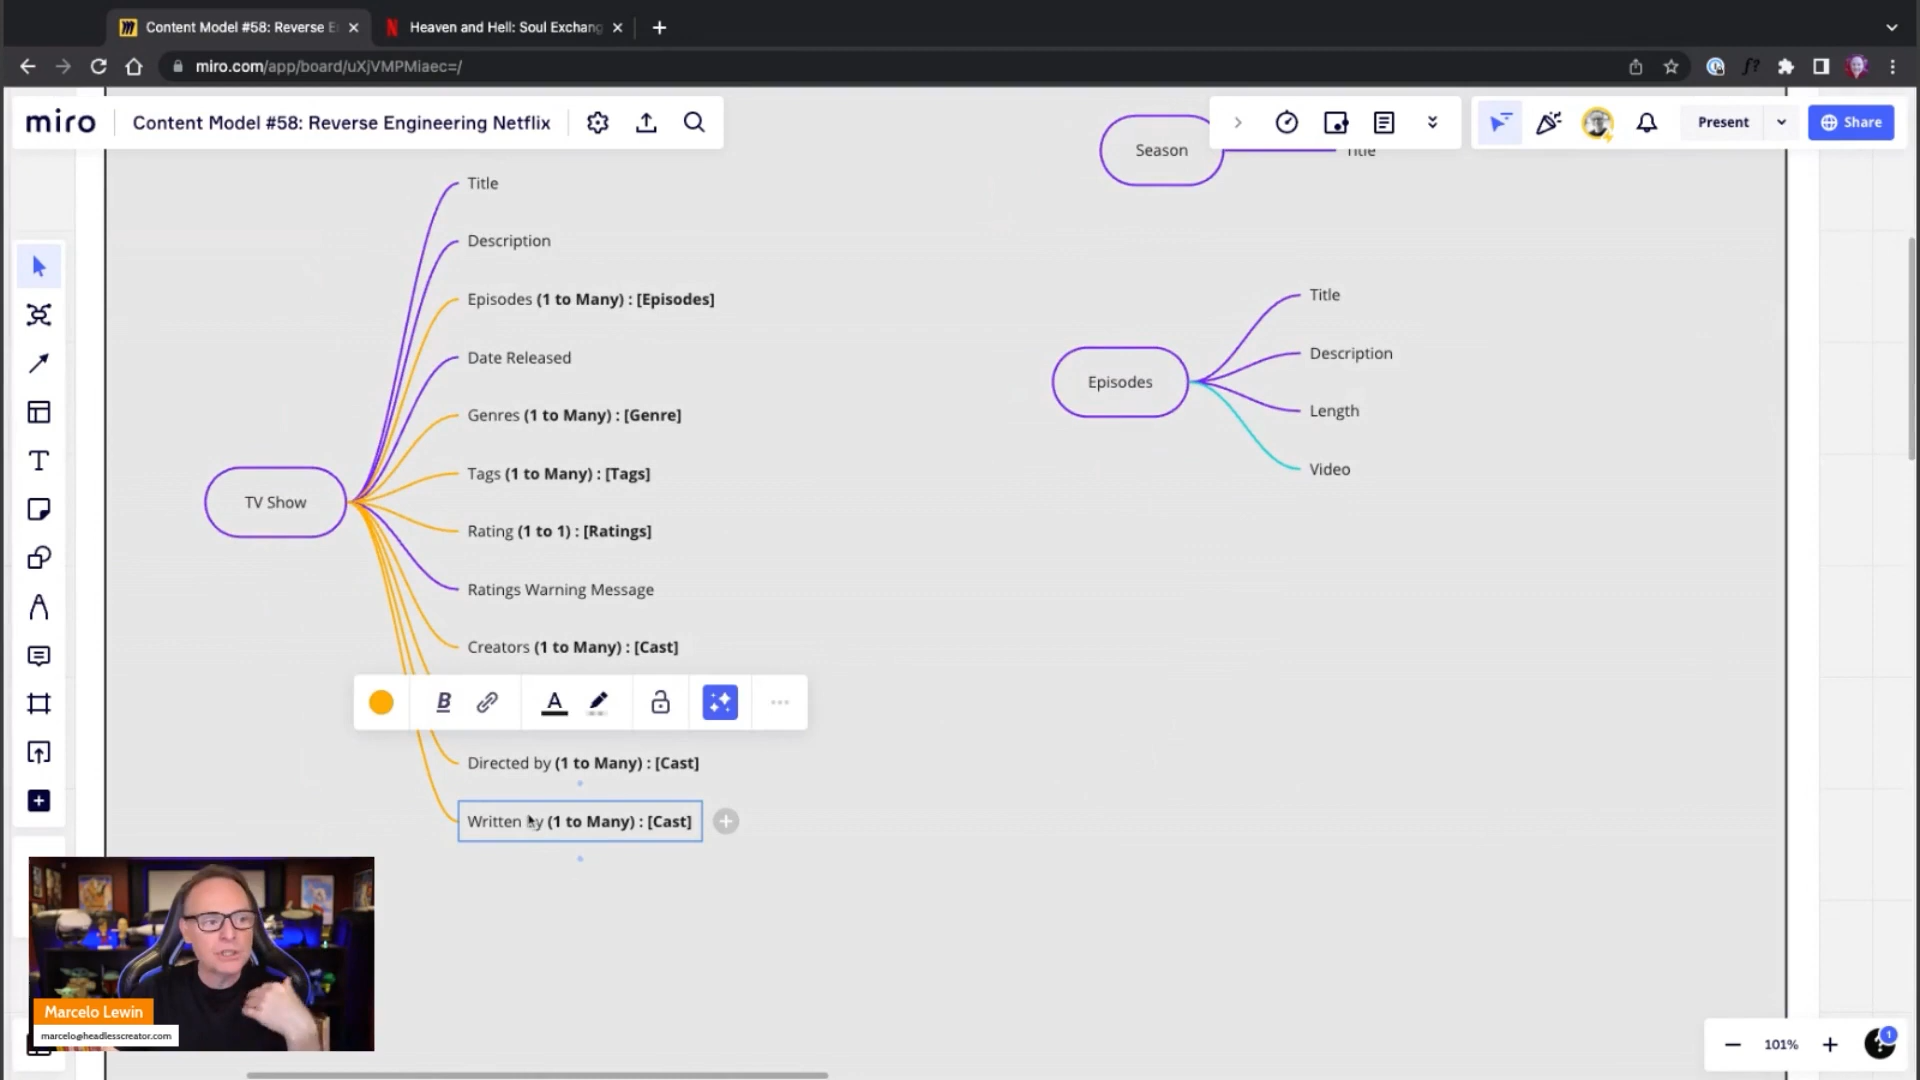 Content Model #58: Reverse E
Heaven and Hell: Soul Exchang
miro.com/app/board/uXjVMPMiaec=/
miro
Content Model #58: Reverse Engineering Netflix
Present
Share
Season
Title
Title
Description
Episodes (1 to Many) : [Episodes]
Date Released
Genres (1 to Many) : [Genre]
Tags (1 to Many) : [Tags]
TV Show
Rating (1 to 1) : [Ratings]
Ratings Warning Message
Creators (1 to Many) : [Cast]
Directed by (1 to Many) : [Cast]
Written by (1 to Many) : [Cast]
Title
Description
Episodes
Length
Video
Marcelo Lewin
marcelo@headlesscreator.com
101%
1